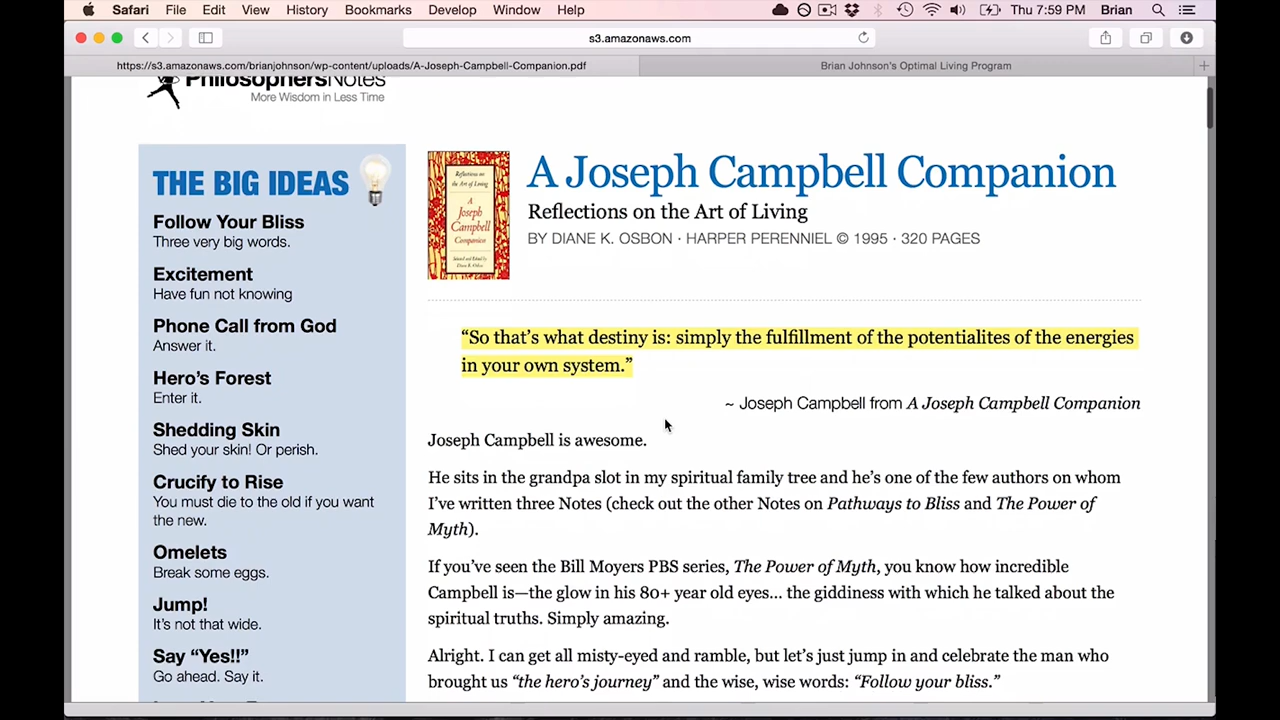 Safari File Edit View History Bookmarks Develop Window Help Thu 7:59 PM Brian
s3.amazonaws.com
https://s3.amazonaws.com/brianjohnson/wp-content/uploads/A-Joseph-Campbell-Companion.pdf
Brian Johnson's Optimal Living Program
PhilosophersNotes
More Wisdom in Less Time
THE BIG IDEAS
Follow Your Bliss
Three very big words.
Excitement
Have fun not knowing
Phone Call from God
Answer it.
Hero's Forest
Enter it.
Shedding Skin
Shed your skin! Or perish.
Crucify to Rise
You must die to the old if you want
the new.
Omelets
Break some eggs.
Jump!
It's not that wide.
Say “Yes!!”
Go ahead. Say it.
Reflections on
the Art of Living
A
Joseph
Campbell
Companion
A Joseph Campbell Companion
Reflections on the Art of Living
BY DIANE K. OSBON · HARPER PERENNIEL © 1995 · 320 PAGES
“So that's what destiny is: simply the fulfillment of the potentialites of the energies
in your own system.”
~ Joseph Campbell from A Joseph Campbell Companion
Joseph Campbell is awesome.
He sits in the grandpa slot in my spiritual family tree and he's one of the few authors on whom
I've written three Notes (check out the other Notes on Pathways to Bliss and The Power of
Myth).
If you've seen the Bill Moyers PBS series, The Power of Myth, you know how incredible
Campbell is—the glow in his 80+ year old eyes… the giddiness with which he talked about the
spiritual truths. Simply amazing.
Alright. I can get all misty-eyed and ramble, but let's just jump in and celebrate the man who
brought us “the hero's journey” and the wise, wise words: “Follow your bliss.”